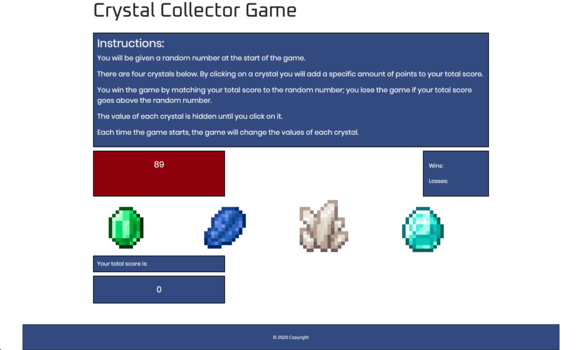 Crystal Collector Game
Instructions:
You will be given a random number at the start of the game.
There are four crystals below. By clicking on a crystal you will add a specific amount of points to your total score.
You win the game by matching your total score to the random number; you lose the game if your total score
goes above the random number.
The value of each crystal is hidden until you click on it.
Each time the game starts, the game will change the values of each crystal.
89
Wins:
Losses:
Your total score is:
0
© 2020 Copyright